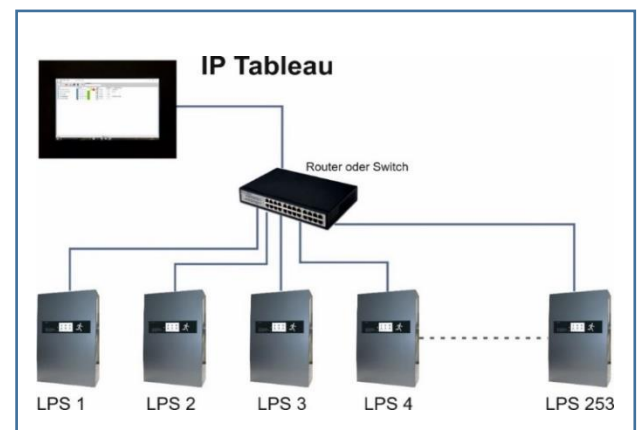 IP Tableau
Router oder Switch
LPS 1
LPS 2
LPS 3
LPS 4
LPS 253